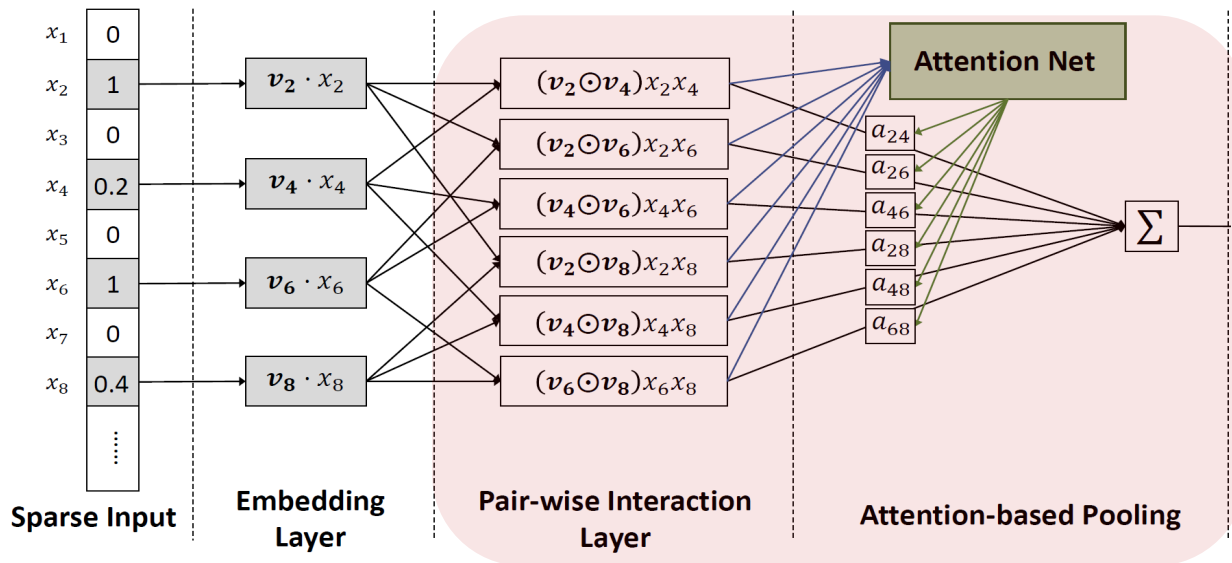 x₁ 0
x₂ 1
x₃ 0
x₄ 0.2
x₅ 0
x₆ 1
x₇ 0
x₈ 0.4
......
Sparse Input
v₂ · x₂
v₄ · x₄
v₆ · x₆
v₈ · x₈
Embedding
Layer
(v₂⊙v₄)x₂x₄
(v₂⊙v₆)x₂x₆
(v₄⊙v₆)x₄x₆
(v₂⊙v₈)x₂x₈
(v₄⊙v₈)x₄x₈
(v₆⊙v₈)x₆x₈
Pair-wise Interaction
Layer
Attention Net
a₂₄
a₂₆
a₄₆
a₂₈
a₄₈
a₆₈
∑
Attention-based Pooling